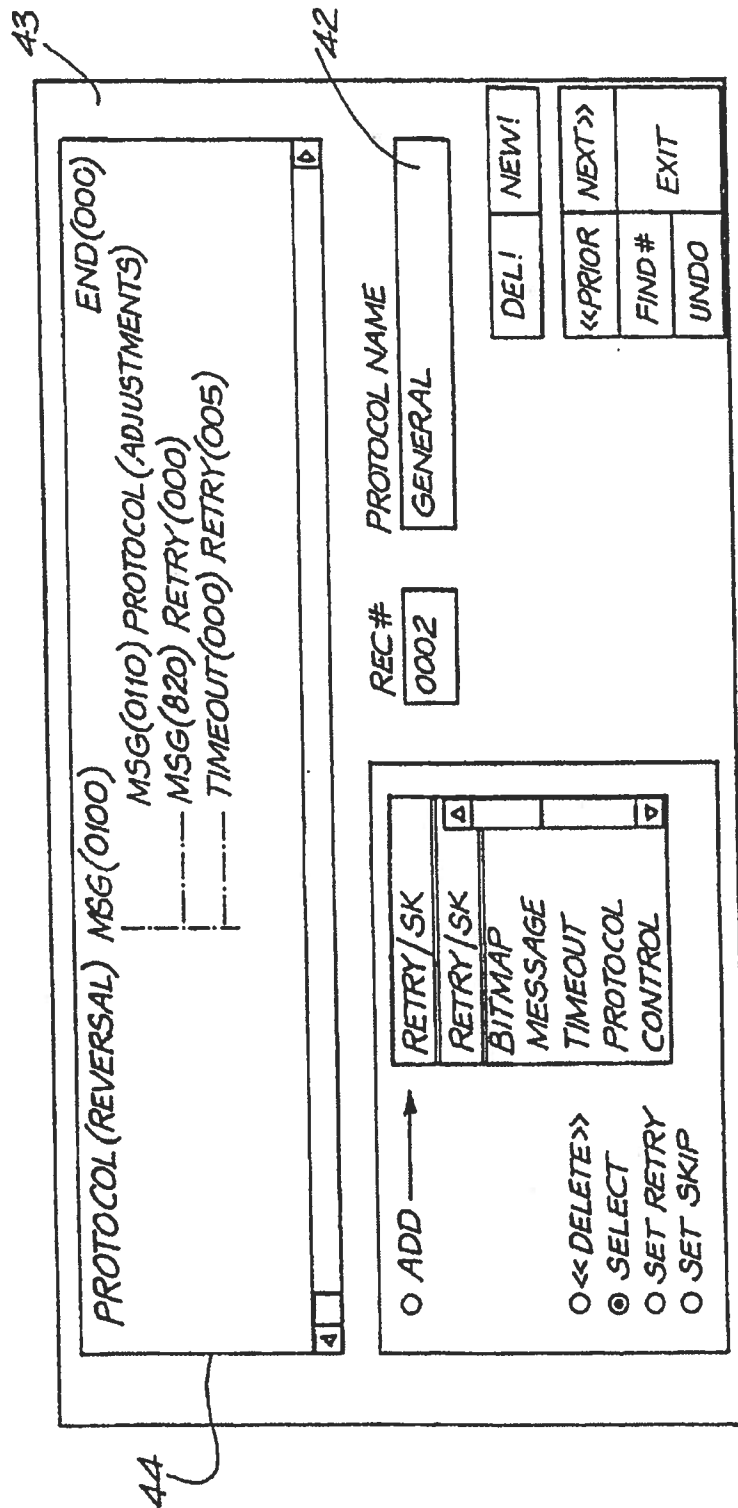 43
44
PROTOCOL(REVERSAL) MSG(0100) END(000)
MSG(0110) PROTOCOL(ADJUSTMENTS)
MSG(820) RETRY(000)
TIMEOUT(000) RETRY(005)
42
ADD
RETRY/SK
RETRY/SK
BITMAP
MESSAGE
TIMEOUT
PROTOCOL
CONTROL
<<DELETE>>
SELECT
SET RETRY
SET SKIP
REC#
0002
PROTOCOL NAME
GENERAL
DEL! NEW!
<<PRIOR NEXT>>
FIND# EXIT
UNDO